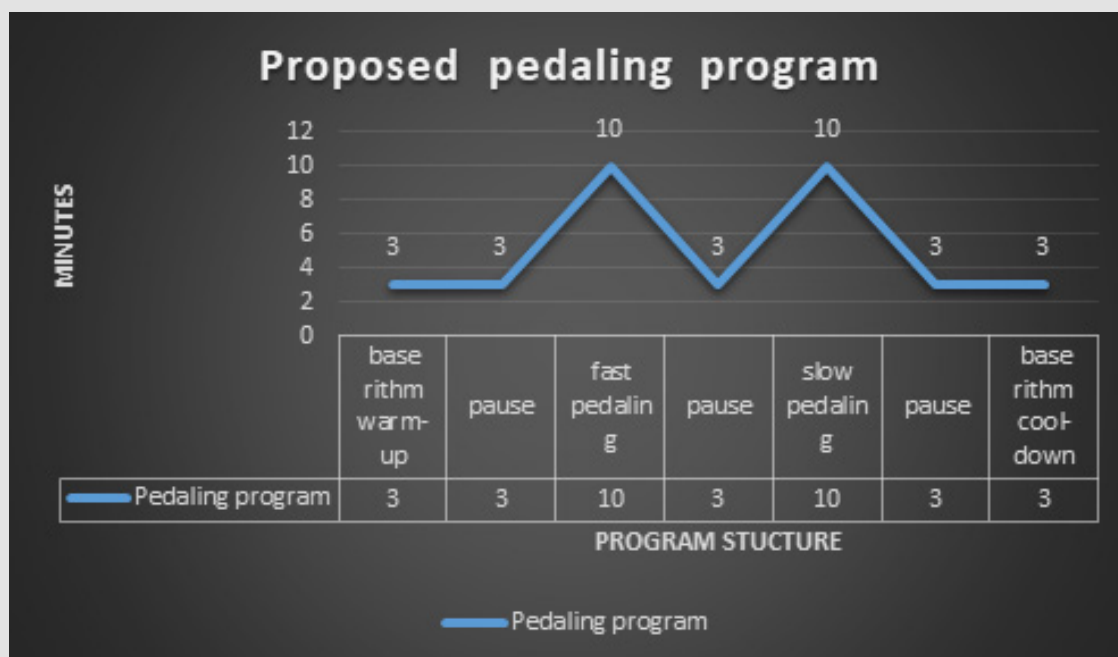 Proposed pedaling program
MINUTES
12
10
8
6
4
2
0
3
3
10
3
10
3
3
base
rithm
warm-
up
pause
fast
pedalin
g
pause
slow
pedalin
g
pause
base
rithm
cool-
down
Pedaling program 3 3 10 3 10 3 3
PROGRAM STUCTURE
Pedaling program